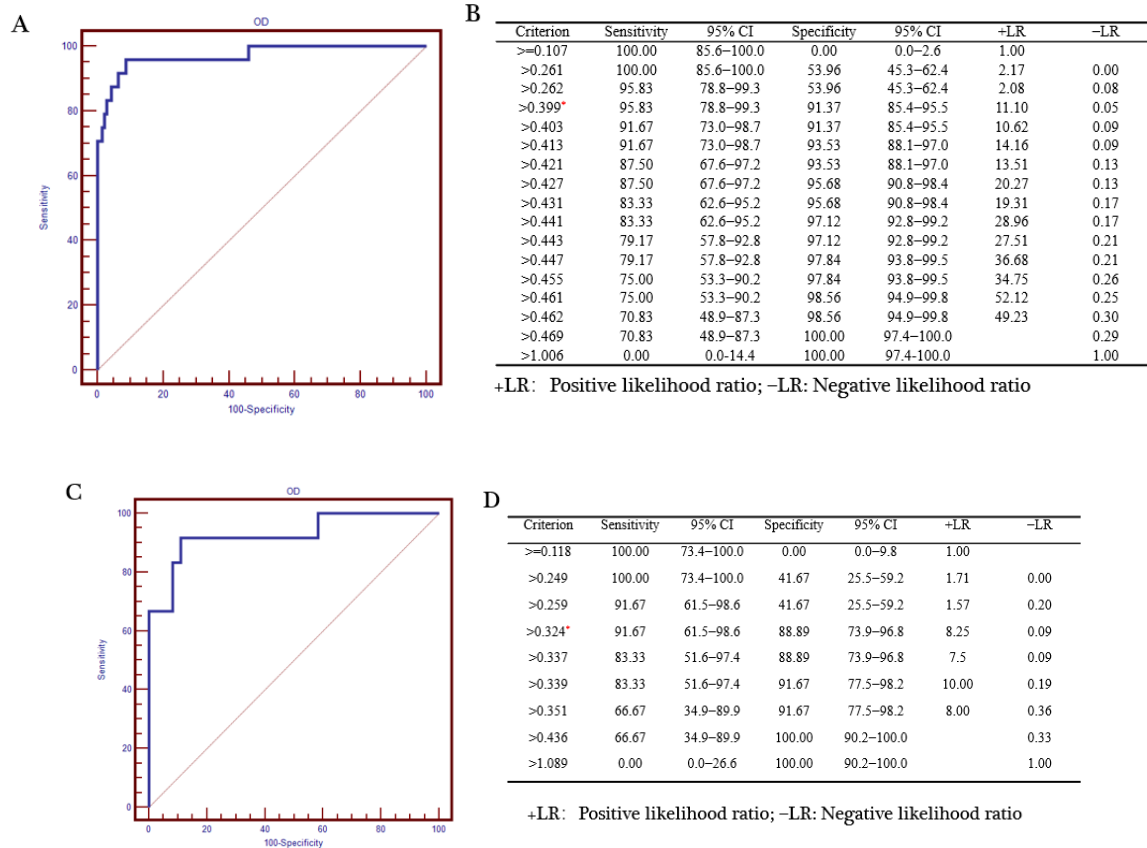 A
OD
100
80
60
40
20
0
Sensitivity
0 20 40 60 80 100
100-Specificity
B
Criterion Sensitivity 95% CI Specificity 95% CI +LR −LR
>=0.107 100.00 85.6–100.0 0.00 0.0–2.6 1.00
>0.261 100.00 85.6–100.0 53.96 45.3–62.4 2.17 0.00
>0.262 95.83 78.8–99.3 53.96 45.3–62.4 2.08 0.08
>0.399* 95.83 78.8–99.3 91.37 85.4–95.5 11.10 0.05
>0.403 91.67 73.0–98.7 91.37 85.4–95.5 10.62 0.09
>0.413 91.67 73.0–98.7 93.53 88.1–97.0 14.16 0.09
>0.421 87.50 67.6–97.2 93.53 88.1–97.0 13.51 0.13
>0.427 87.50 67.6–97.2 95.68 90.8–98.4 20.27 0.13
>0.431 83.33 62.6–95.2 95.68 90.8–98.4 19.31 0.17
>0.441 83.33 62.6–95.2 97.12 92.8–99.2 28.96 0.17
>0.443 79.17 57.8–92.8 97.12 92.8–99.2 27.51 0.21
>0.447 79.17 57.8–92.8 97.84 93.8–99.5 36.68 0.21
>0.455 75.00 53.3–90.2 97.84 93.8–99.5 34.75 0.26
>0.461 75.00 53.3–90.2 98.56 94.9–99.8 52.12 0.25
>0.462 70.83 48.9–87.3 98.56 94.9–99.8 49.23 0.30
>0.469 70.83 48.9–87.3 100.00 97.4–100.0 0.29
>1.006 0.00 0.0-14.4 100.00 97.4-100.0 1.00
+LR: Positive likelihood ratio; −LR: Negative likelihood ratio
C
OD
100
80
60
40
20
0
Sensitivity
0 20 40 60 80 100
100-Specificity
D
Criterion Sensitivity 95% CI Specificity 95% CI +LR −LR
>=0.118 100.00 73.4–100.0 0.00 0.0–9.8 1.00
>0.249 100.00 73.4–100.0 41.67 25.5–59.2 1.71 0.00
>0.259 91.67 61.5–98.6 41.67 25.5–59.2 1.57 0.20
>0.324* 91.67 61.5–98.6 88.89 73.9–96.8 8.25 0.09
>0.337 83.33 51.6–97.4 88.89 73.9–96.8 7.5 0.09
>0.339 83.33 51.6–97.4 91.67 77.5–98.2 10.00 0.19
>0.351 66.67 34.9–89.9 91.67 77.5–98.2 8.00 0.36
>0.436 66.67 34.9–89.9 100.00 90.2–100.0 0.33
>1.089 0.00 0.0–26.6 100.00 90.2–100.0 1.00
+LR: Positive likelihood ratio; −LR: Negative likelihood ratio